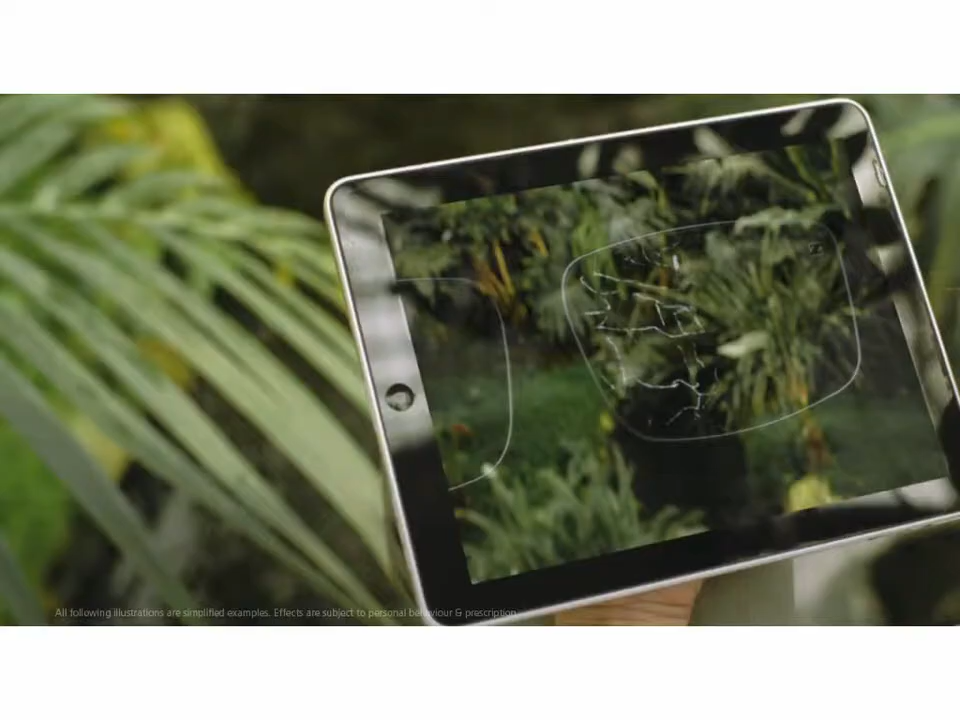 All following illustrations are simplified examples. Effects are subject to personal behaviour & prescription.